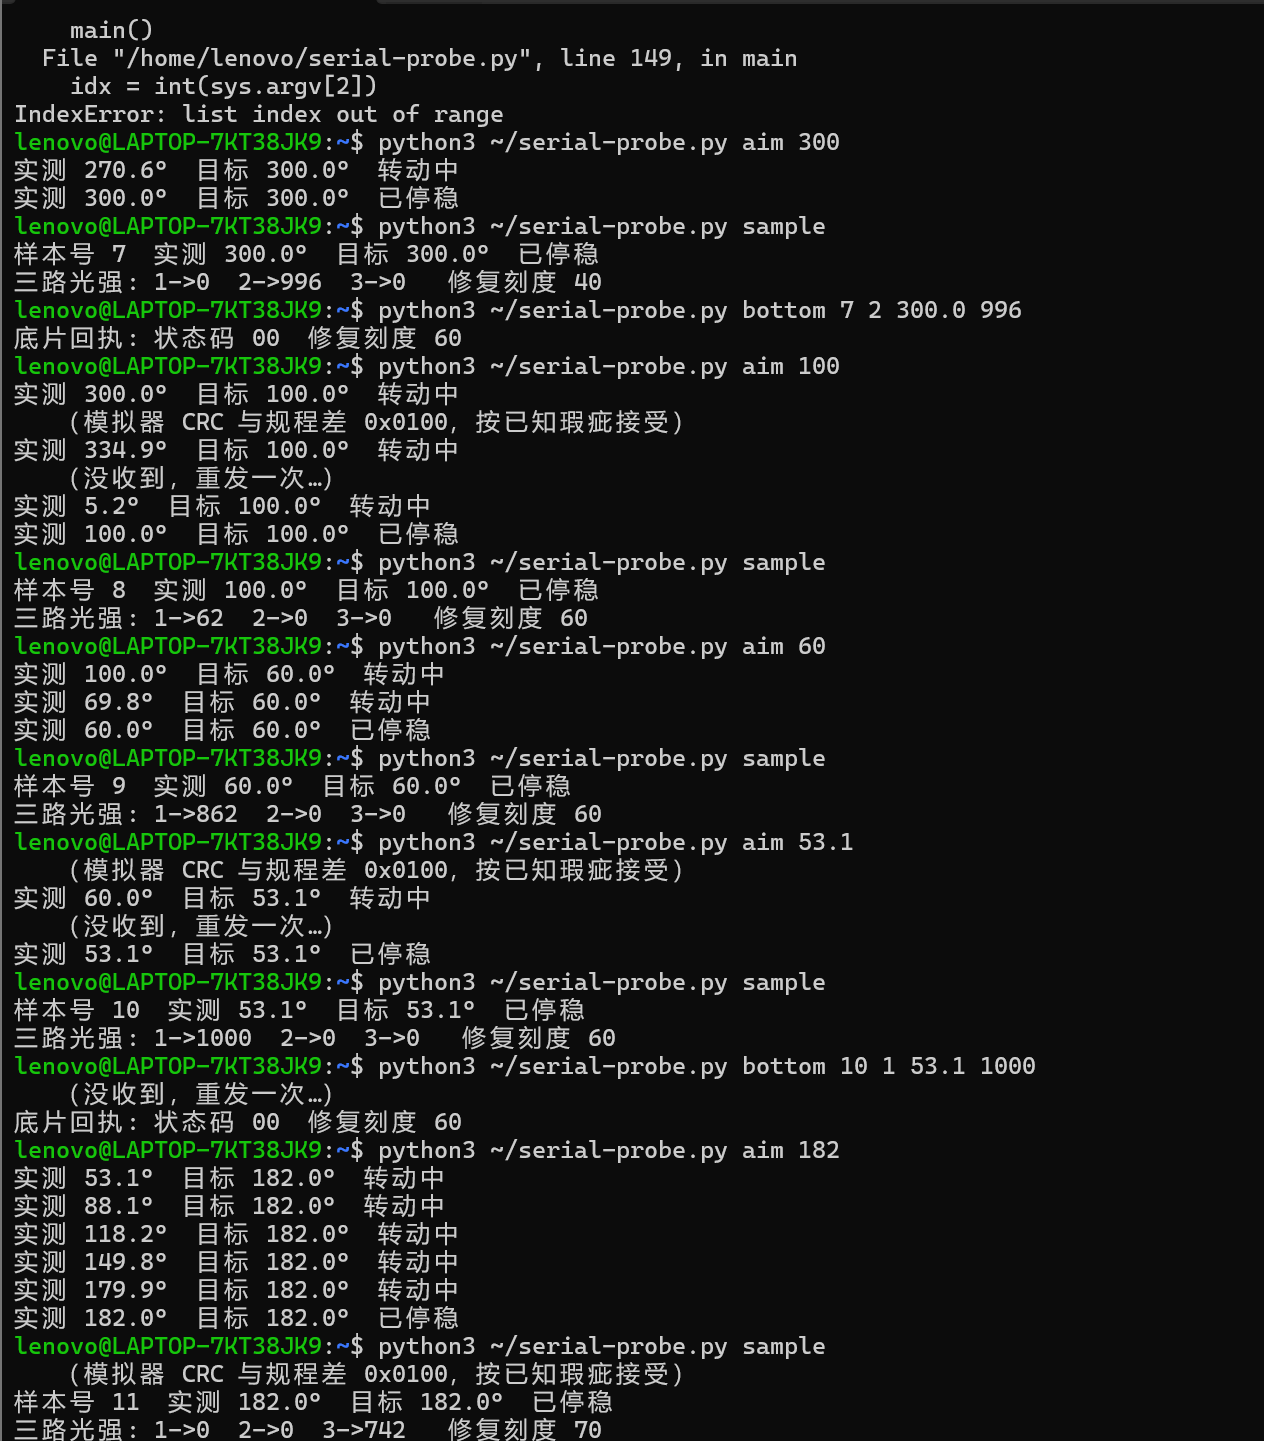 main()
File "/home/lenovo/serial-probe.py", line 149, in main
idx = int(sys.argv[2])
IndexError: list index out of range
lenovo@LAPTOP-7KT38JK9:~$ python3 ~/serial-probe.py aim 300
实测 270.6° 目标 300.0° 转动中
实测 300.0° 目标 300.0° 已停稳
lenovo@LAPTOP-7KT38JK9:~$ python3 ~/serial-probe.py sample
样本号 7 实测 300.0° 目标 300.0° 已停稳
三路光强: 1->0 2->996 3->0 修复刻度 40
lenovo@LAPTOP-7KT38JK9:~$ python3 ~/serial-probe.py bottom 7 2 300.0 996
底片回执: 状态码 00 修复刻度 60
lenovo@LAPTOP-7KT38JK9:~$ python3 ~/serial-probe.py aim 100
实测 300.0° 目标 100.0° 转动中
（模拟器 CRC 与规程差 0x0100, 按已知瑕疵接受）
实测 334.9° 目标 100.0° 转动中
（没收到, 重发一次…）
实测 5.2° 目标 100.0° 转动中
实测 100.0° 目标 100.0° 已停稳
lenovo@LAPTOP-7KT38JK9:~$ python3 ~/serial-probe.py sample
样本号 8 实测 100.0° 目标 100.0° 已停稳
三路光强: 1->62 2->0 3->0 修复刻度 60
lenovo@LAPTOP-7KT38JK9:~$ python3 ~/serial-probe.py aim 60
实测 100.0° 目标 60.0° 转动中
实测 69.8° 目标 60.0° 转动中
实测 60.0° 目标 60.0° 已停稳
lenovo@LAPTOP-7KT38JK9:~$ python3 ~/serial-probe.py sample
样本号 9 实测 60.0° 目标 60.0° 已停稳
三路光强: 1->862 2->0 3->0 修复刻度 60
lenovo@LAPTOP-7KT38JK9:~$ python3 ~/serial-probe.py aim 53.1
（模拟器 CRC 与规程差 0x0100, 按已知瑕疵接受）
实测 60.0° 目标 53.1° 转动中
（没收到, 重发一次…）
实测 53.1° 目标 53.1° 已停稳
lenovo@LAPTOP-7KT38JK9:~$ python3 ~/serial-probe.py sample
样本号 10 实测 53.1° 目标 53.1° 已停稳
三路光强: 1->1000 2->0 3->0 修复刻度 60
lenovo@LAPTOP-7KT38JK9:~$ python3 ~/serial-probe.py bottom 10 1 53.1 1000
（没收到, 重发一次…）
底片回执: 状态码 00 修复刻度 60
lenovo@LAPTOP-7KT38JK9:~$ python3 ~/serial-probe.py aim 182
实测 53.1° 目标 182.0° 转动中
实测 88.1° 目标 182.0° 转动中
实测 118.2° 目标 182.0° 转动中
实测 149.8° 目标 182.0° 转动中
实测 179.9° 目标 182.0° 转动中
实测 182.0° 目标 182.0° 已停稳
lenovo@LAPTOP-7KT38JK9:~$ python3 ~/serial-probe.py sample
（模拟器 CRC 与规程差 0x0100, 按已知瑕疵接受）
样本号 11 实测 182.0° 目标 182.0° 已停稳
三路光强: 1->0 2->0 3->742 修复刻度 70